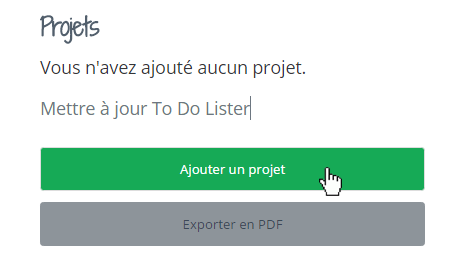 Projets
Vous n'avez ajouté aucun projet.
Mettre à jour To Do Lister
Ajouter un projet
Exporter en PDF